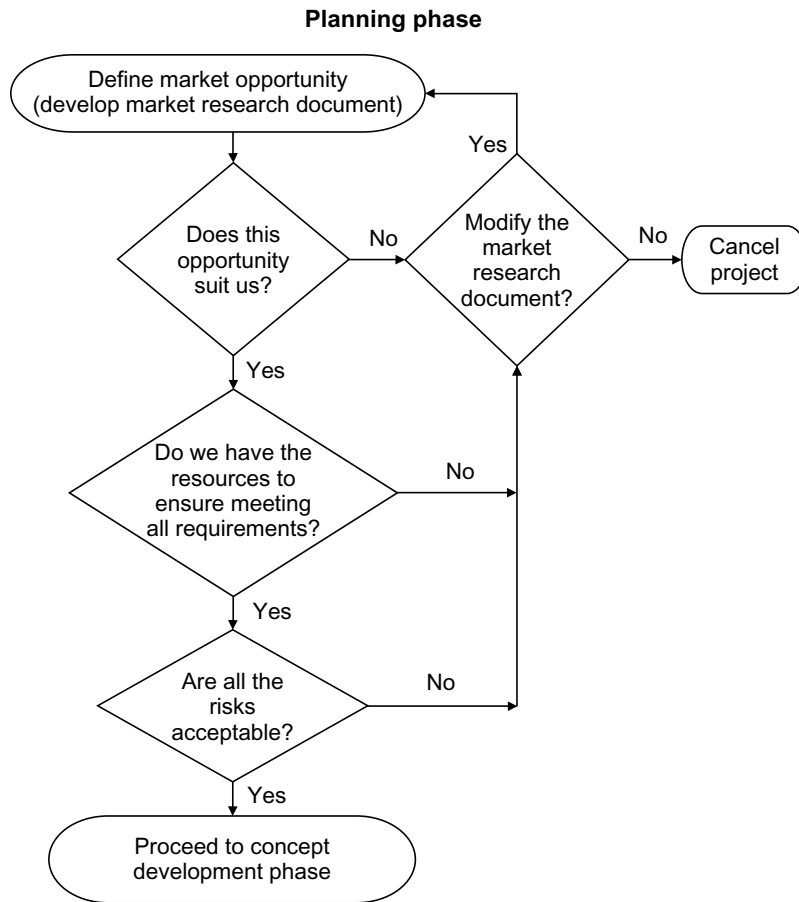 Planning phase
Define market opportunity
(develop market research document)
Yes
Does this
opportunity
suit us?
No
Modify the
market
research
document?
No
Cancel
project
Yes
Do we have the
resources to
ensure meeting
all requirements?
No
Yes
Are all the
risks
acceptable?
No
Yes
Proceed to concept
development phase